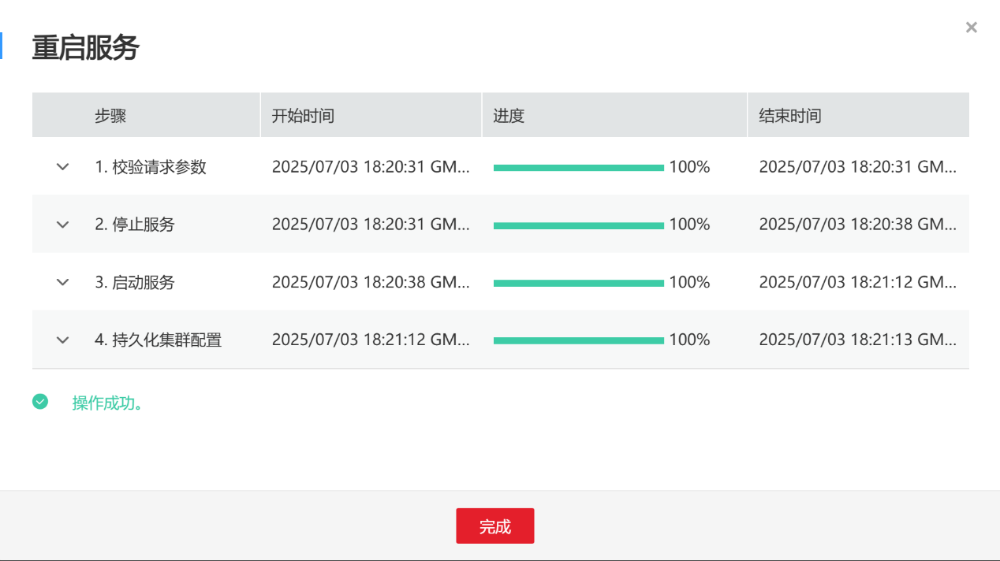 重启服务
步骤 开始时间 进度 结束时间
1. 校验请求参数 2025/07/03 18:20:31 GM... 100% 2025/07/03 18:20:31 GM...
2. 停止服务 2025/07/03 18:20:31 GM... 100% 2025/07/03 18:20:38 GM...
3. 启动服务 2025/07/03 18:20:38 GM... 100% 2025/07/03 18:21:12 GM...
4. 持久化集群配置 2025/07/03 18:21:12 GM... 100% 2025/07/03 18:21:13 GM...
操作成功。
完成